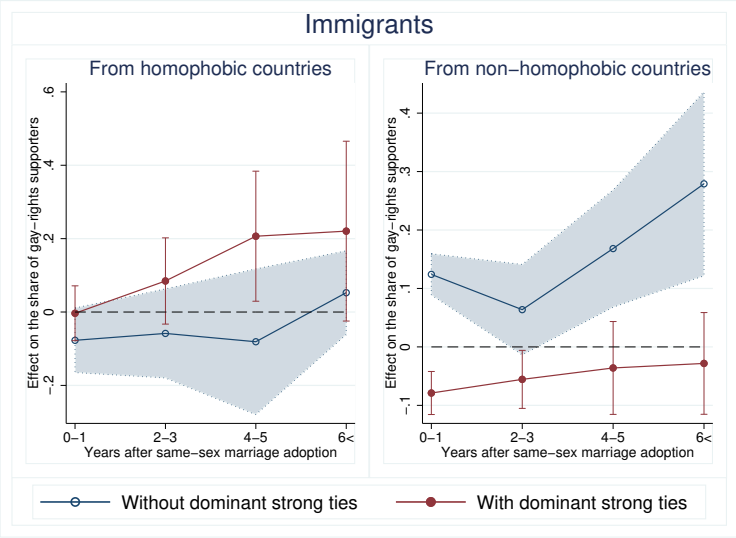 Immigrants
From homophobic countries
Effect on the share of gay−rights supporters
.6
.4
.2
0
−.2
0−1 2−3 4−5 6<
Years after same−sex marriage adoption
From non−homophobic countries
Effect on the share of gay−rights supporters
.4
.3
.2
.1
0
−.1
0−1 2−3 4−5 6<
Years after same−sex marriage adoption
Without dominant strong ties With dominant strong ties